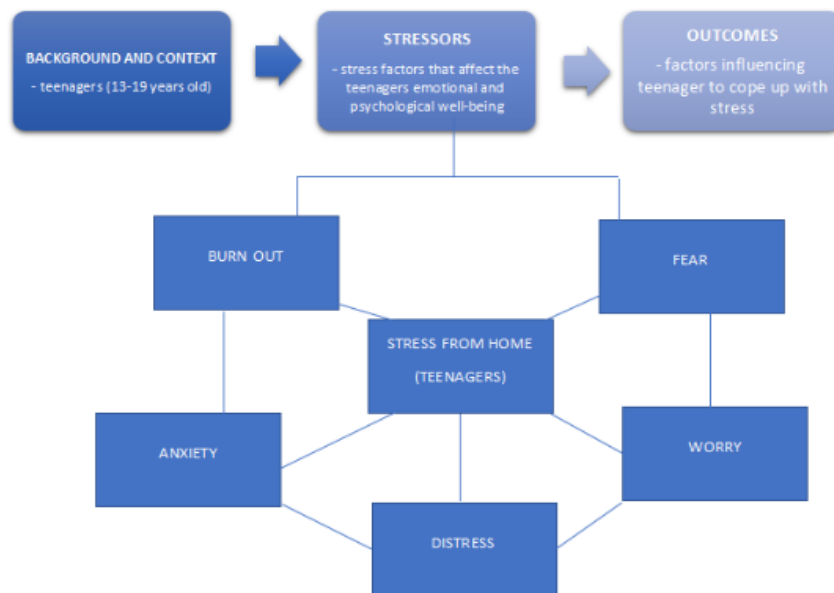 BACKGROUND AND CONTEXT
- teenagers (13-19 years old)
STRESSORS
- stress factors that affect the
teenagers emotional and
psychological well-being
OUTCOMES
- factors influencing
teenager to cope up with
stress
BURN OUT
FEAR
STRESS FROM HOME
(TEENAGERS)
ANXIETY
WORRY
DISTRESS